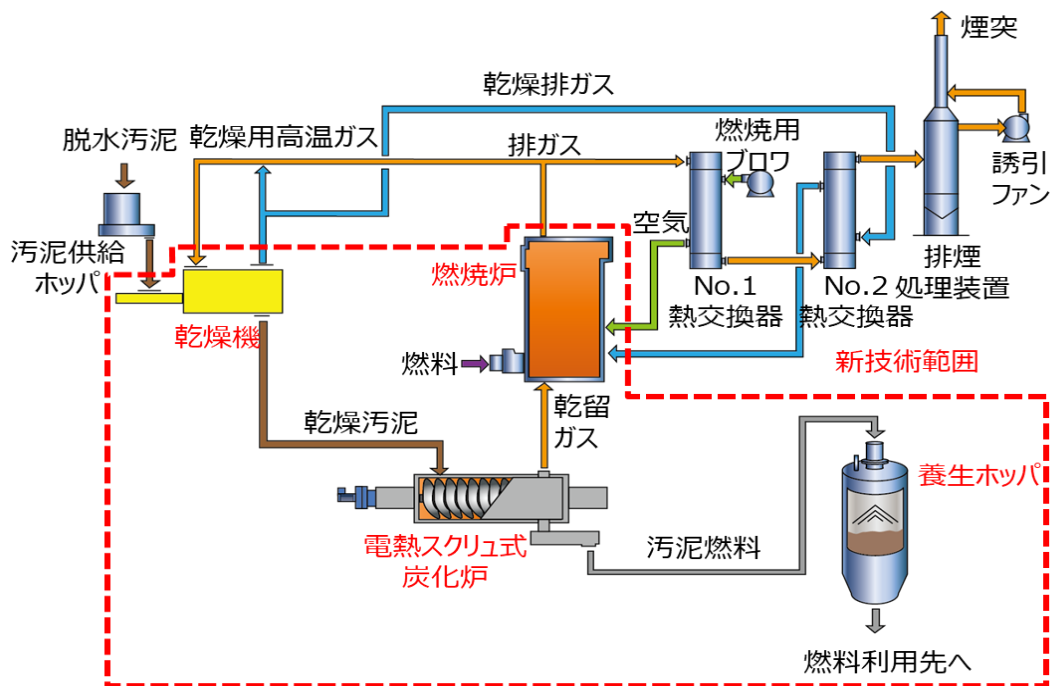 煙突
乾燥排ガス
脱水汚泥
乾燥用高温ガス
排ガス
燃焼用
ブロワ
誘引
ファン
汚泥供給
ホッパ
空気
燃焼炉
排煙
処理装置
No.1
熱交換器
No.2
熱交換器
乾燥機
燃料
新技術範囲
乾留
ガス
乾燥汚泥
養生ホッパ
電熱スクリュ式
炭化炉
汚泥燃料
燃料利用先へ